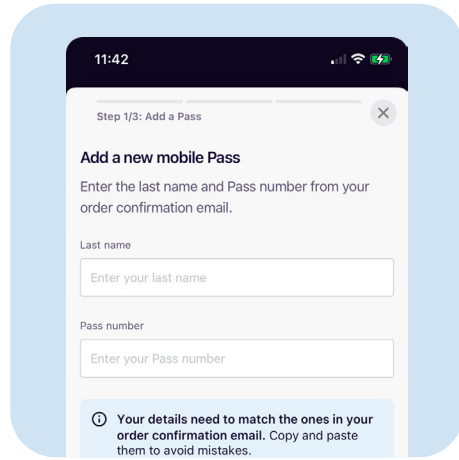 11:42
Step 1/3: Add a Pass
Add a new mobile Pass
Enter the last name and Pass number from your
order confirmation email.
Last name
Enter your last name
Pass number
Enter your Pass number
Your details need to match the ones in your
order confirmation email. Copy and paste
them to avoid mistakes.